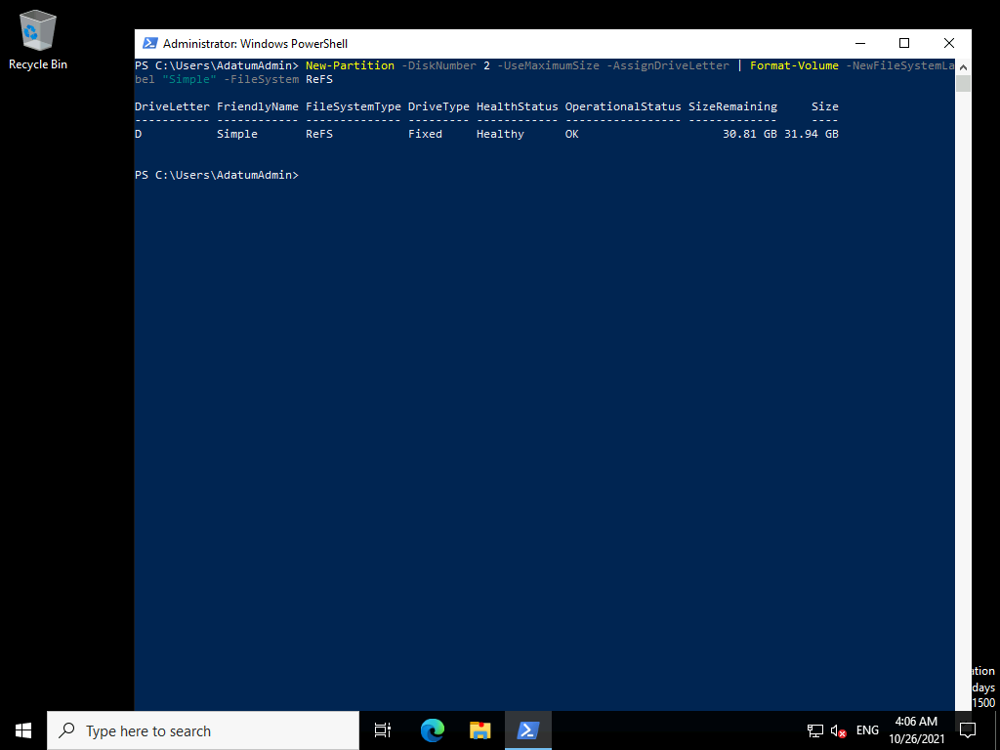 Recycle Bin
Administrator: Windows PowerShell
PS C:\Users\AdatumAdmin> New-Partition -DiskNumber 2 -UseMaximumSize -AssignDriveLetter | Format-Volume -NewFileSystemLa
bel "Simple" -FileSystem ReFS
DriveLetter FriendlyName FileSystemType DriveType HealthStatus OperationalStatus SizeRemaining Size
----------- ------------ -------------- --------- ------------ ----------------- ------------- ----
D Simple ReFS Fixed Healthy OK 30.81 GB 31.94 GB
PS C:\Users\AdatumAdmin>
ation
days
1500
Type here to search
ENG
4:06 AM
10/26/2021